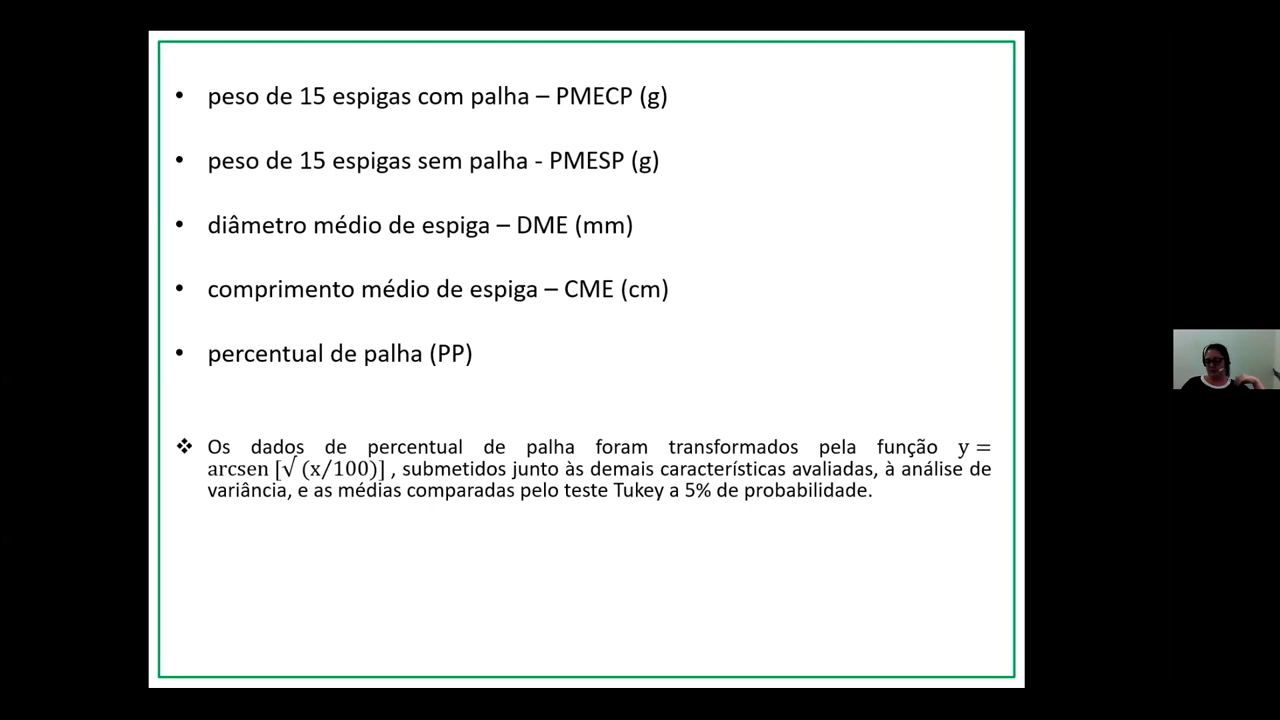 • peso de 15 espigas com palha – PMECP (g)
• peso de 15 espigas sem palha - PMESP (g)
• diâmetro médio de espiga – DME (mm)
• comprimento médio de espiga – CME (cm)
• percentual de palha (PP)
❖ Os dados de percentual de palha foram transformados pela função y =
arcsen [√ (x/100)] , submetidos junto às demais características avaliadas, à análise de
variância, e as médias comparadas pelo teste Tukey a 5% de probabilidade.